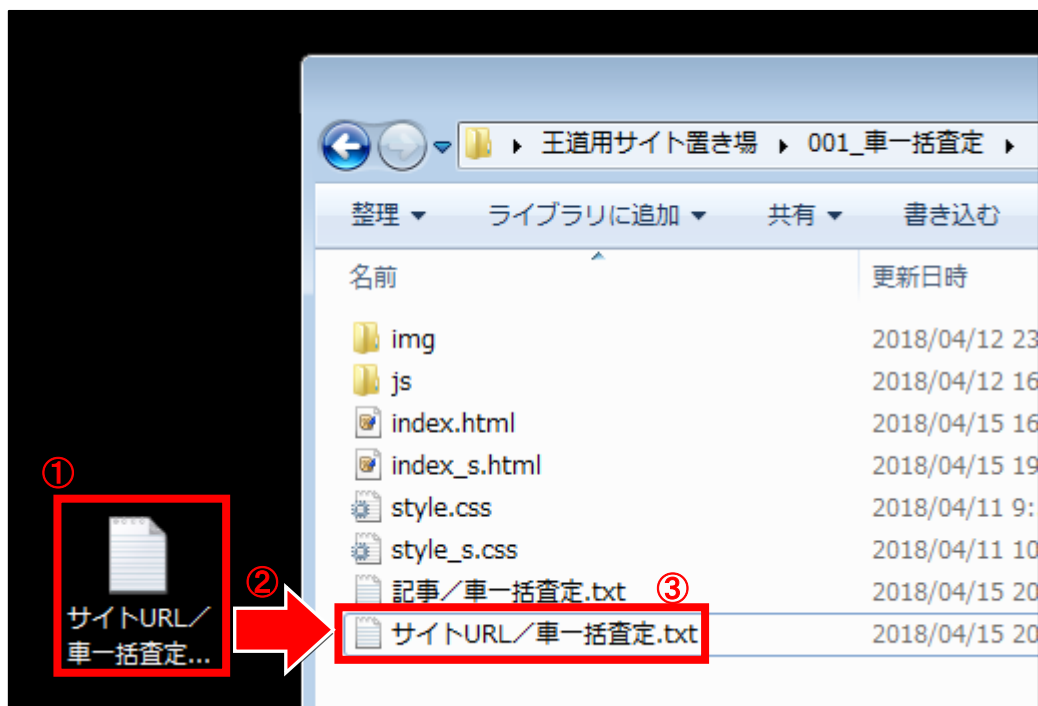 王道用サイト置き場 001_車一括査定
整理 ライブラリに追加 共有 書き込む
名前 更新日時
img 2018/04/12 23
js 2018/04/12 16
index.html 2018/04/15 16
index_s.html 2018/04/15 19
style.css 2018/04/11 9:
style_s.css 2018/04/11 10
記事／車一括査定.txt 2018/04/15 20
サイトURL／車一括査定.txt 2018/04/15 20
①
サイトURL／
車一括査定...
②
③